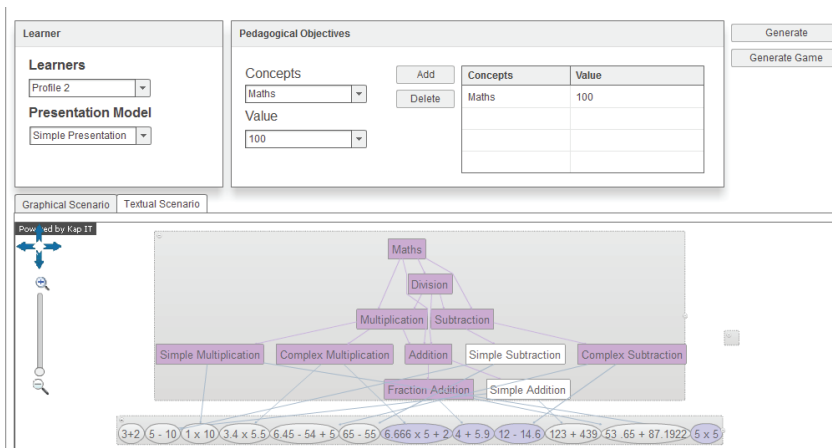 Learner
Learners
Profile 2
Presentation Model
Simple Presentation
Pedagogical Objectives
Concepts
Maths
Value
100
Add
Delete
Concepts Value
Maths 100
Generate
Generate Game
Graphical Scenario Textual Scenario
Powered by Kap IT
Maths
Division
Multiplication Subtraction
Simple Multiplication Complex Multiplication Addition Simple Subtraction Complex Subtraction
Fraction Addition Simple Addition
3+2 5 - 10 1 x 10 3.4 x 5.5 6.45 - 54 + 5 65 - 55 6.666 x 5 + 2 4 + 5.9 12 - 14.6 123 + 439 53 .65 + 87.1922 5 x 5